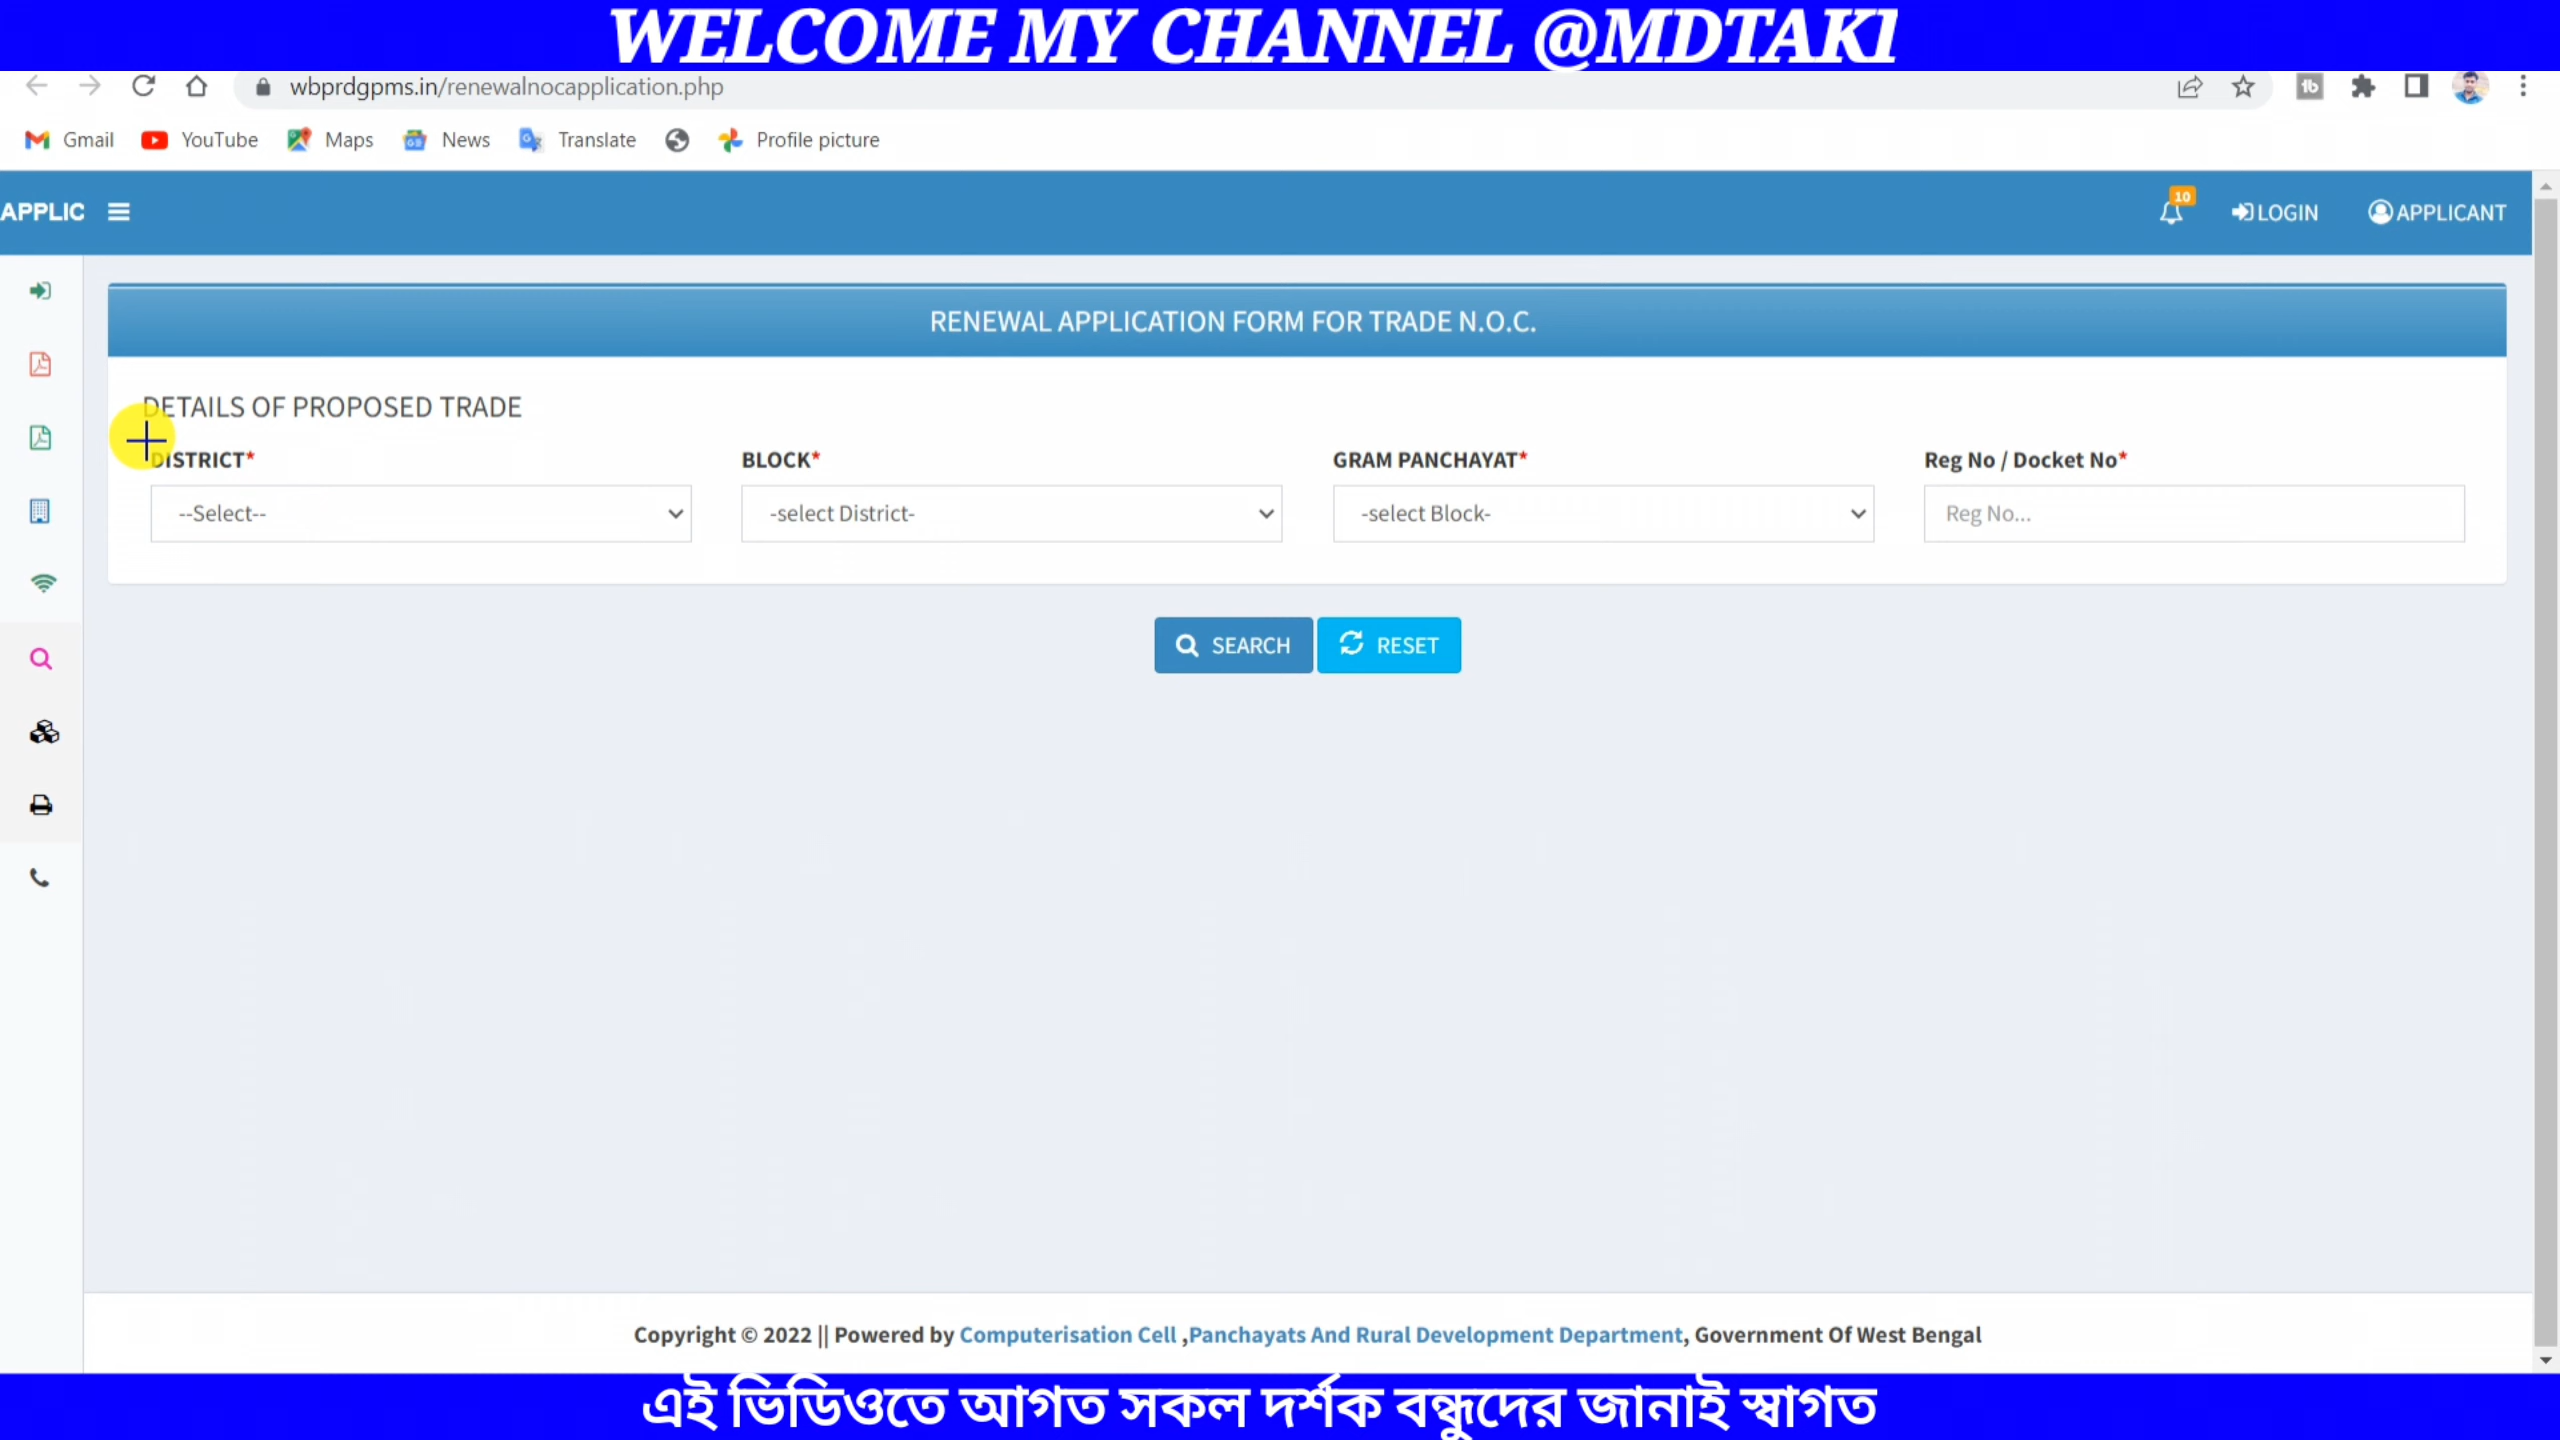 WELCOME MY CHANNEL @MDTAKI
wbprdgpms.in/renewalnocapplication.php
Gmail YouTube Maps News Translate Profile picture
APPLIC 10 LOGIN APPLICANT
RENEWAL APPLICATION FORM FOR TRADE N.O.C.
DETAILS OF PROPOSED TRADE
DISTRICT* BLOCK* GRAM PANCHAYAT* Reg No / Docket No*
--Select-- -select District- -select Block- Reg No...
SEARCH RESET
Copyright © 2022 || Powered by Computerisation Cell ,Panchayats And Rural Development Department, Government Of West Bengal
এই ভিডিওতে আগত সকল দর্শক বন্ধুদের জানাই স্বাগত